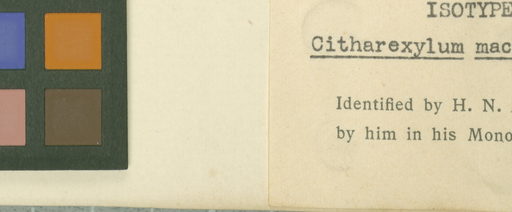 ISOTYPE
Citharexylum mac
Identified by H. N.
by him in his Mono